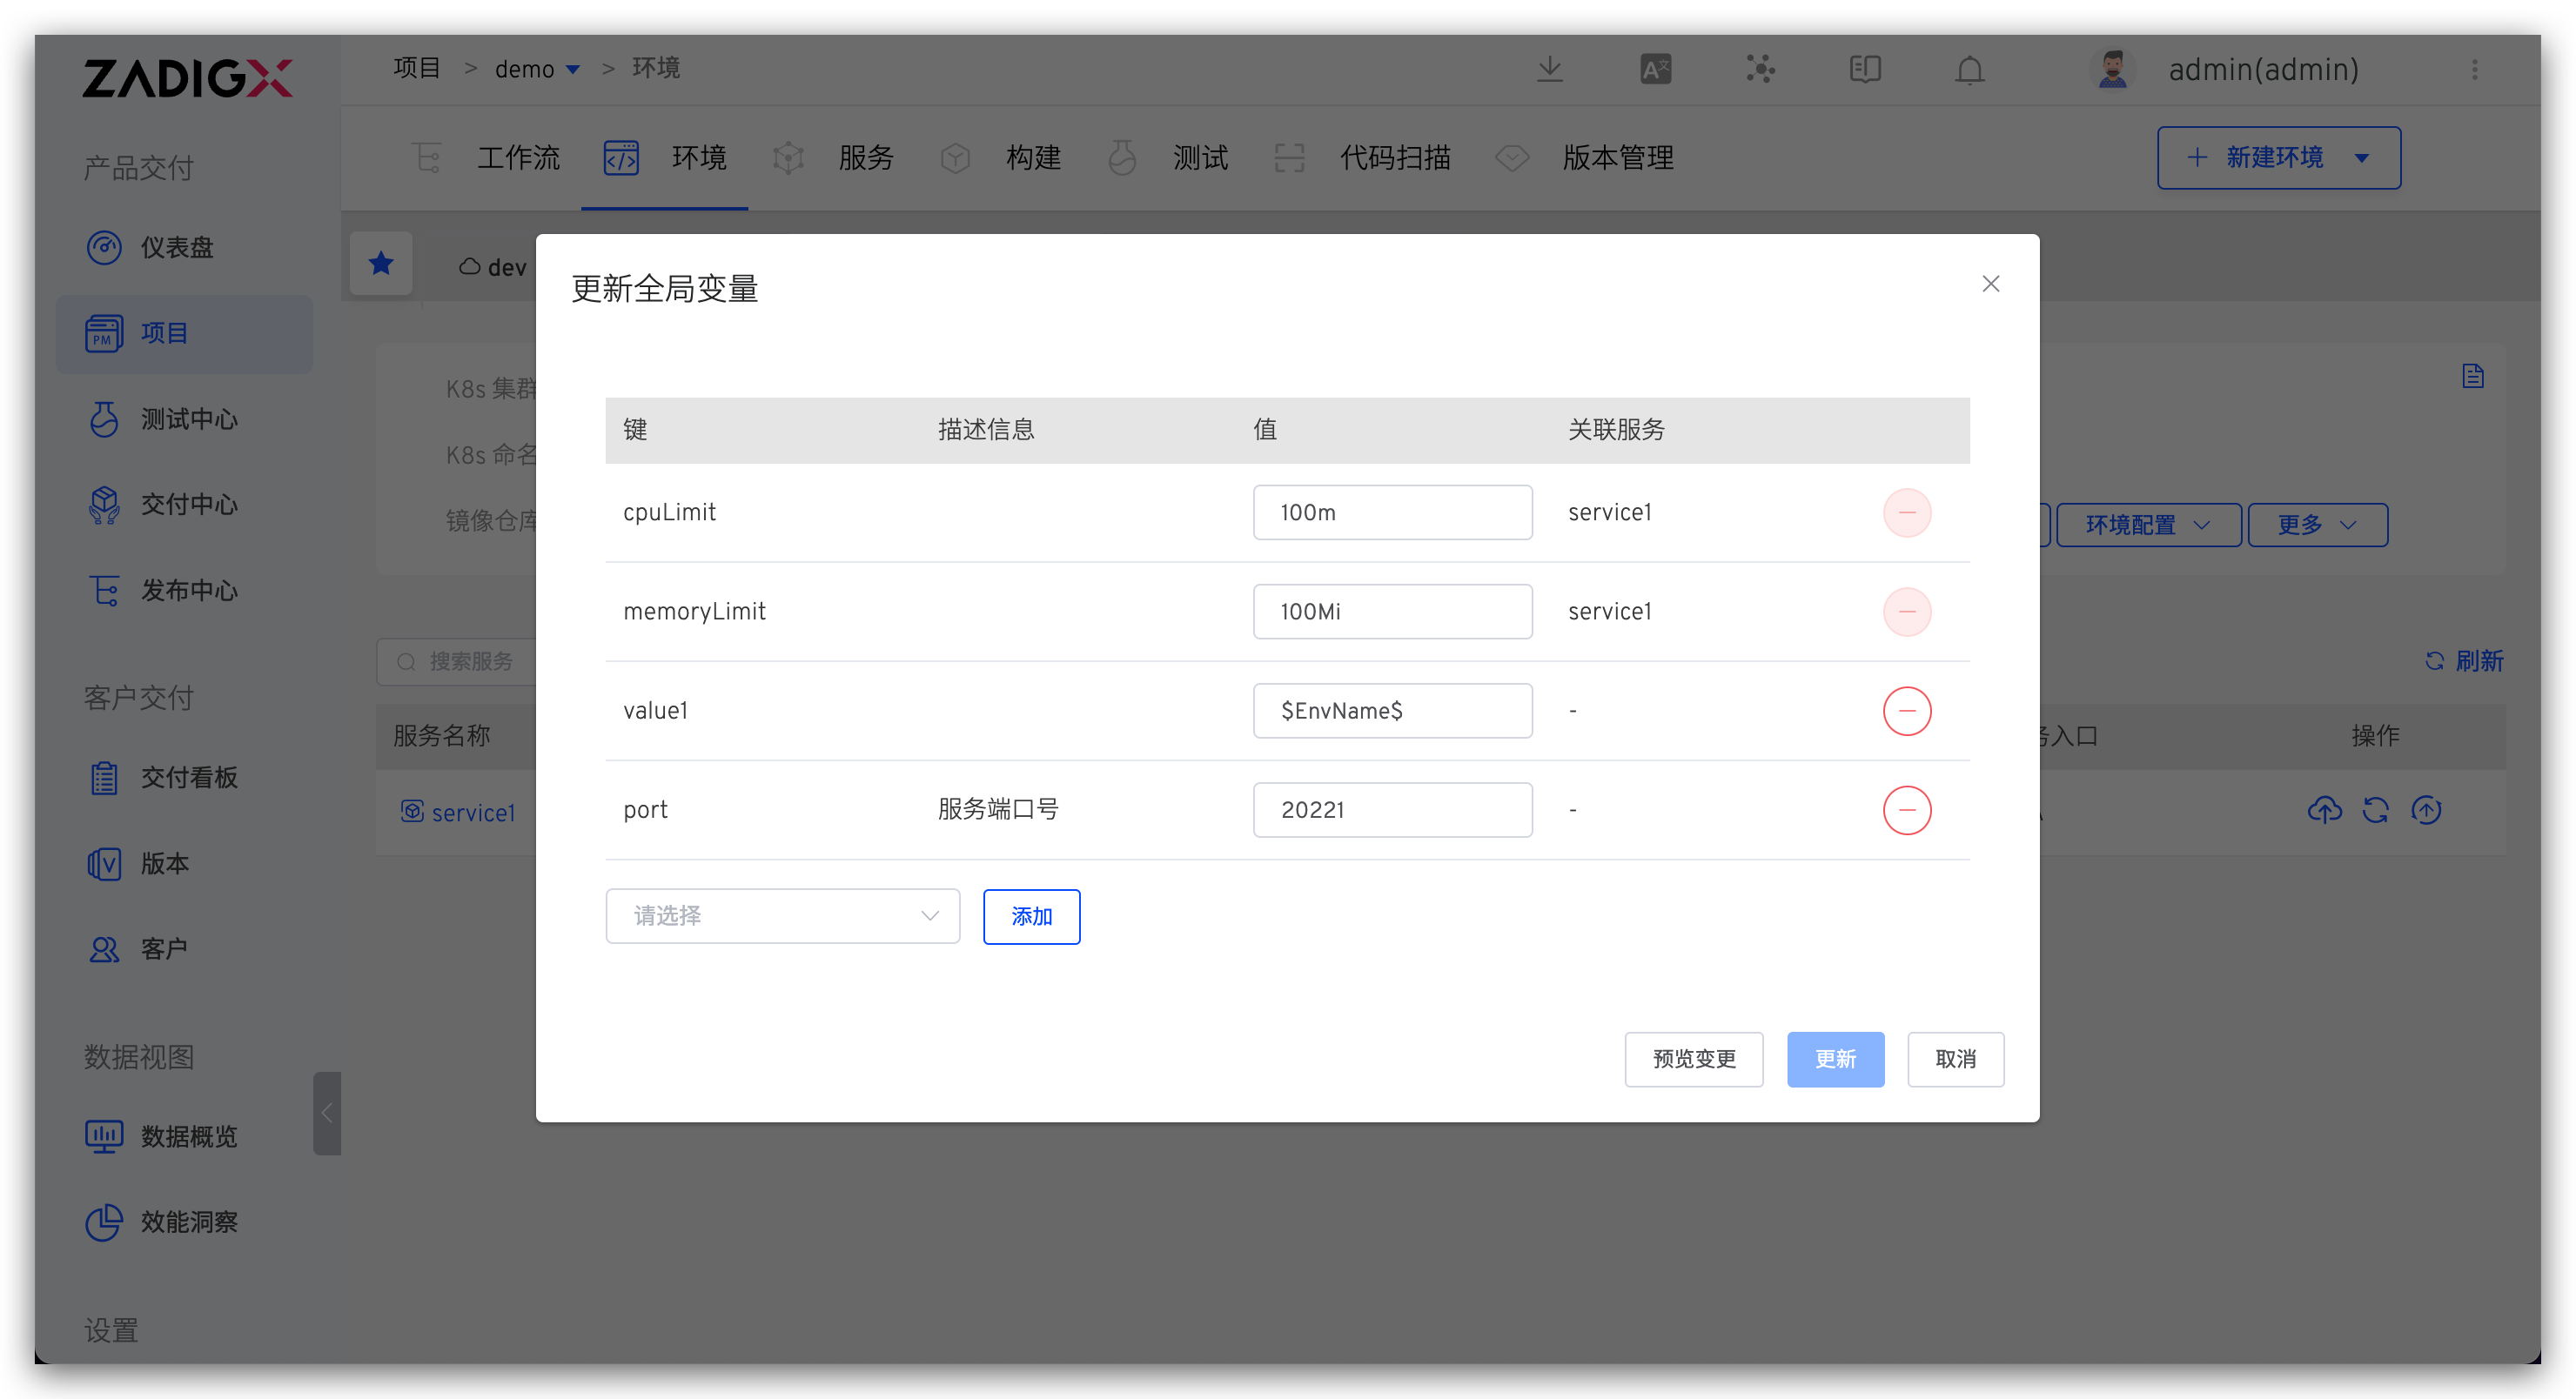 ZADIGX
项目 > demo > 环境
admin(admin)
产品交付
仪表盘
项目
测试中心
交付中心
发布中心
客户交付
交付看板
版本
客户
数据视图
数据概览
效能洞察
设置
工作流 环境 服务 构建 测试 代码扫描 版本管理
新建环境
dev
K8s 集群
K8s 命名
镜像仓库
环境配置 更多
搜索服务
刷新
服务名称 入口 操作
service1
更新全局变量
键 描述信息 值 关联服务
cpuLimit 100m service1
memoryLimit 100Mi service1
value1 $EnvName$ -
port 服务端口号 20221 -
请选择 添加
预览变更 更新 取消